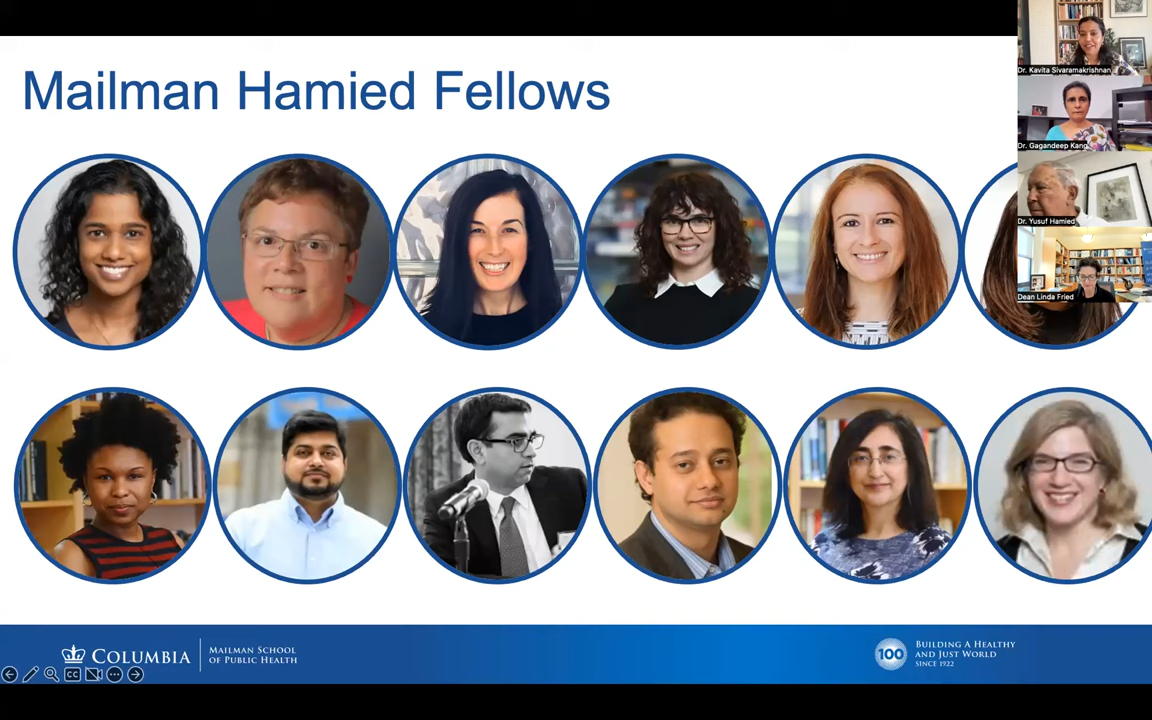 Mailman Hamied Fellows
Dr. Kavita Sivaramakrishnan
Dr. Gagandeep Kang
Dr. Yusuf Hamied
Dean Linda Fried
COLUMBIA
MAILMAN SCHOOL
OF PUBLIC HEALTH
100
BUILDING A HEALTHY
AND JUST WORLD
SINCE 1922
CC